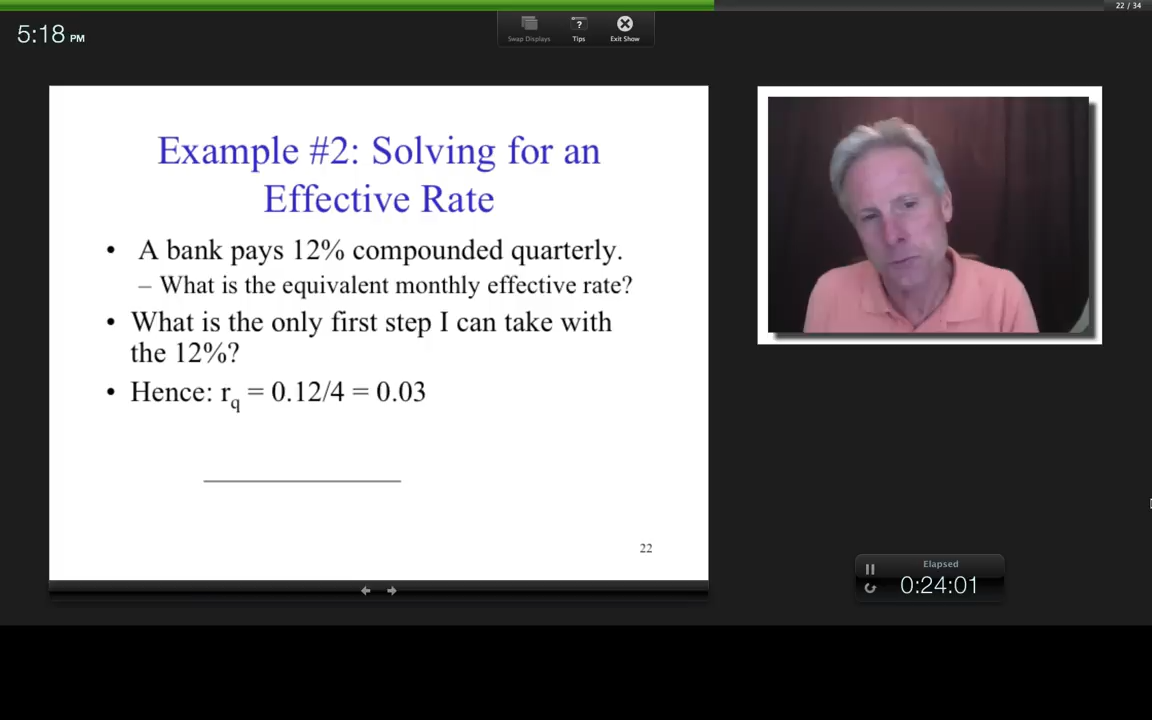 22 / 34
5:18 PM
Swap Displays
?
Tips
Exit Show
Example #2: Solving for an
Effective Rate
• A bank pays 12% compounded quarterly.
– What is the equivalent monthly effective rate?
• What is the only first step I can take with
the 12%?
• Hence: rq = 0.12/4 = 0.03
22
Elapsed
0:24:01